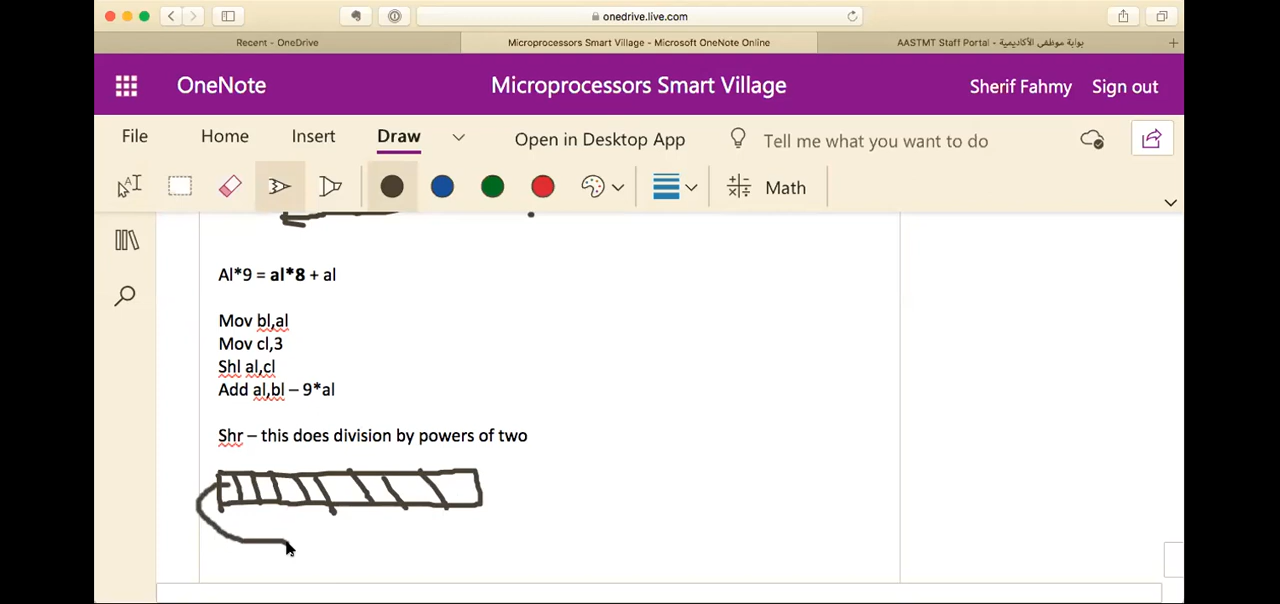 onedrive.live.com
Recent - OneDrive
Microprocessors Smart Village - Microsoft OneNote Online
AASTMT Staff Portal - بوابة موظفى الأكاديمية
OneNote
Microprocessors Smart Village
Sherif Fahmy
Sign out
File
Home
Insert
Draw
Open in Desktop App
Tell me what you want to do
Math
Al*9 = al*8 + al
Mov bl,al
Mov cl,3
Shl al,cl
Add al,bl – 9*al
Shr – this does division by powers of two